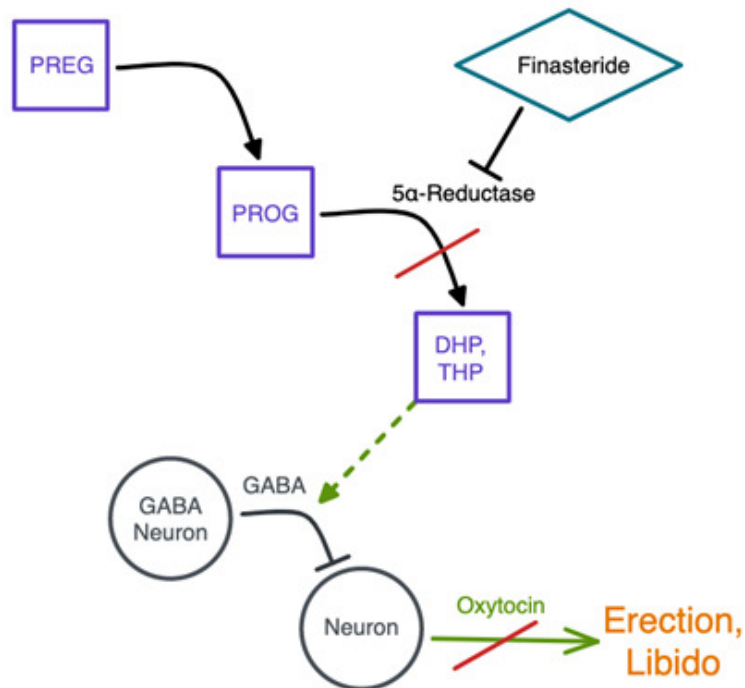 PREG
Finasteride
5α-Reductase
PROG
DHP,
THP
GABA
GABA
Neuron
Neuron
Oxytocin
Erection,
Libido